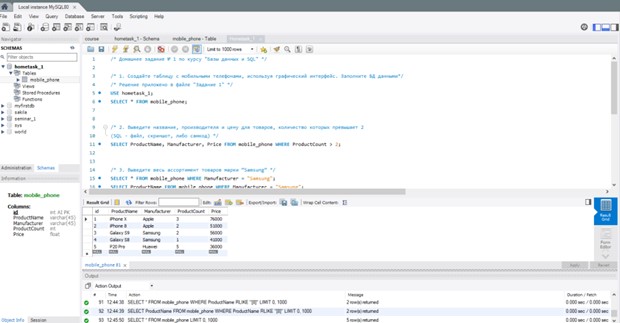 Local instance MySQL80
File Edit View Query Database Server Tools Scripting Help
Navigator
course hometask_1 - Schema mobile_phone - Table
SCHEMAS
Limit to 1000 rows
Filter objects
hometask_1
Tables
mobile_phone
Views
Stored Procedures
Functions
myfirstdb
sakila
seminar_1
sys
world
1 /* Домашнее задание № 1 по курсу "Базы данных и SQL" */
2
3 /* 1. Создайте таблицу с мобильными телефонами, используя графический интерфейс. Заполните БД данными*/
4 /* Решение приложено в файле "Задание 1" */
5 USE hometask_1;
6 SELECT * FROM mobile_phone;
7
8
9 /* 2. Выведите название, производителя и цену для товаров, количество которых превышает 2
10 (SQL - файл, скриншот, либо сам код) */
11 SELECT ProductName, Manufacturer, Price FROM mobile_phone WHERE ProductCount > 2;
12
13
14 /* 3. Выведите весь ассортимент товаров марки "Samsung" */
15 SELECT * FROM mobile_phone WHERE Manufacturer = "Samsung";
16 SELECT ProductName FROM mobile_phone WHERE Manufacturer = "Samsung";
Administration Schemas
Information
Table: mobile_phone
Columns:
id int AI PK
ProductName varchar(45)
Manufacturer varchar(45)
ProductCount int
Price float
Result Grid Filter Rows: Edit: Export/Import: Wrap Cell Content:
id ProductName Manufacturer ProductCount Price
1 iPhone X Apple 3 76000
2 iPhone 8 Apple 2 51000
3 Galaxy S9 Samsung 2 56000
4 Galaxy S8 Samsung 1 41000
5 P20 Pro Huawei 5 36000
NULL NULL NULL NULL NULL
Result Grid
Form Editor
mobile_phone 61
Apply Revert
Output
Action Output
# Time Action Message Duration / Fetch
91 12:44:38 SELECT * FROM mobile_phone WHERE ProductName RLIKE "[8]" LIMIT 0, 1000 2 row(s) returned 0.000 sec / 0.000 sec
92 12:44:39 SELECT ProductName FROM mobile_phone WHERE ProductName RLIKE "[8]" LIMIT 0, 1000 2 row(s) returned 0.000 sec / 0.000 sec
93 12:45:50 SELECT * FROM mobile_phone LIMIT 0, 1000 5 row(s) returned 0.000 sec / 0.000 sec
Object Info Session